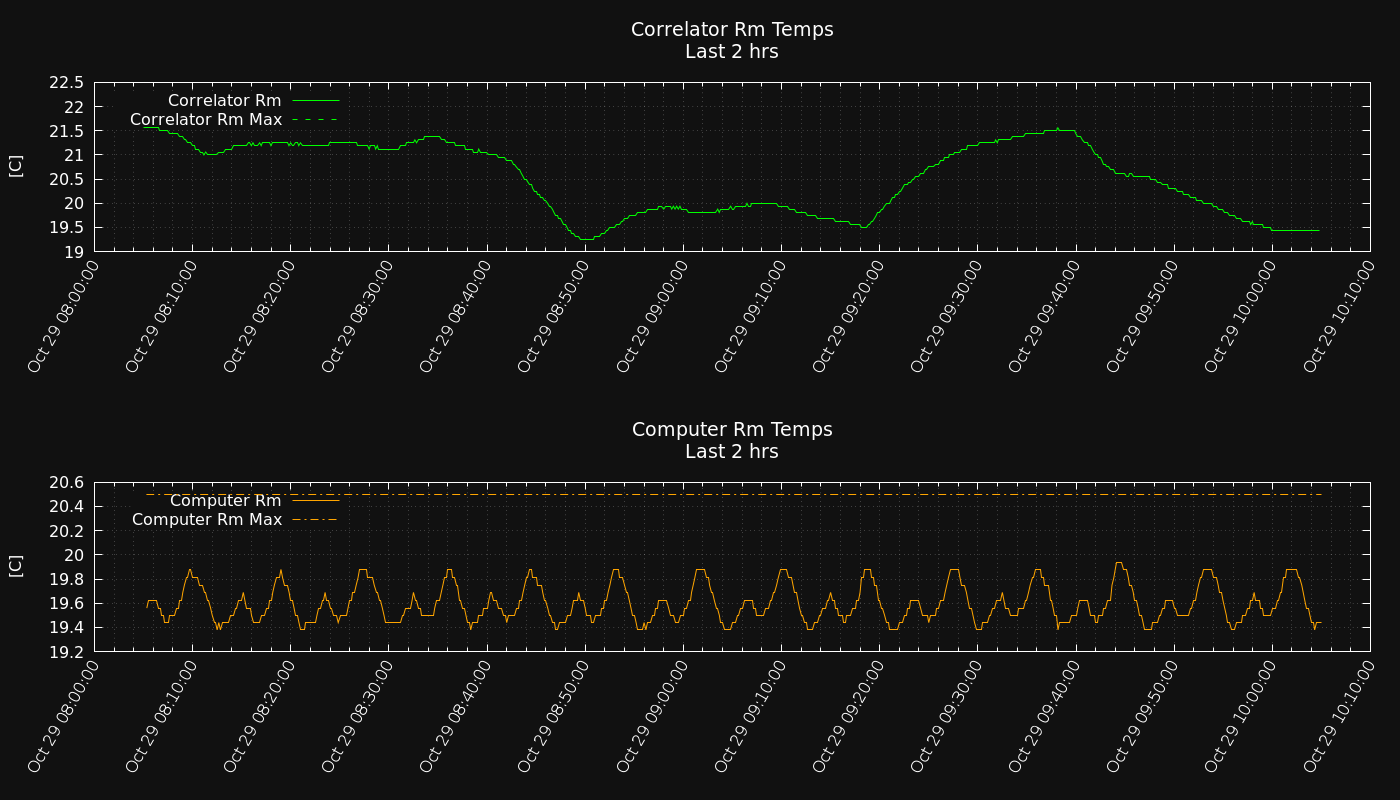 Correlator Rm Temps
Last 2 hrs
22.5
22
21.5
21
20.5
20
19.5
19
[C]
Correlator Rm
Correlator Rm Max
Oct 29 08:00:00
Oct 29 08:10:00
Oct 29 08:20:00
Oct 29 08:30:00
Oct 29 08:40:00
Oct 29 08:50:00
Oct 29 09:00:00
Oct 29 09:10:00
Oct 29 09:20:00
Oct 29 09:30:00
Oct 29 09:40:00
Oct 29 09:50:00
Oct 29 10:00:00
Oct 29 10:10:00
Computer Rm Temps
Last 2 hrs
20.6
20.4
20.2
20
19.8
19.6
19.4
19.2
[C]
Computer Rm
Computer Rm Max
Oct 29 08:00:00
Oct 29 08:10:00
Oct 29 08:20:00
Oct 29 08:30:00
Oct 29 08:40:00
Oct 29 08:50:00
Oct 29 09:00:00
Oct 29 09:10:00
Oct 29 09:20:00
Oct 29 09:30:00
Oct 29 09:40:00
Oct 29 09:50:00
Oct 29 10:00:00
Oct 29 10:10:00